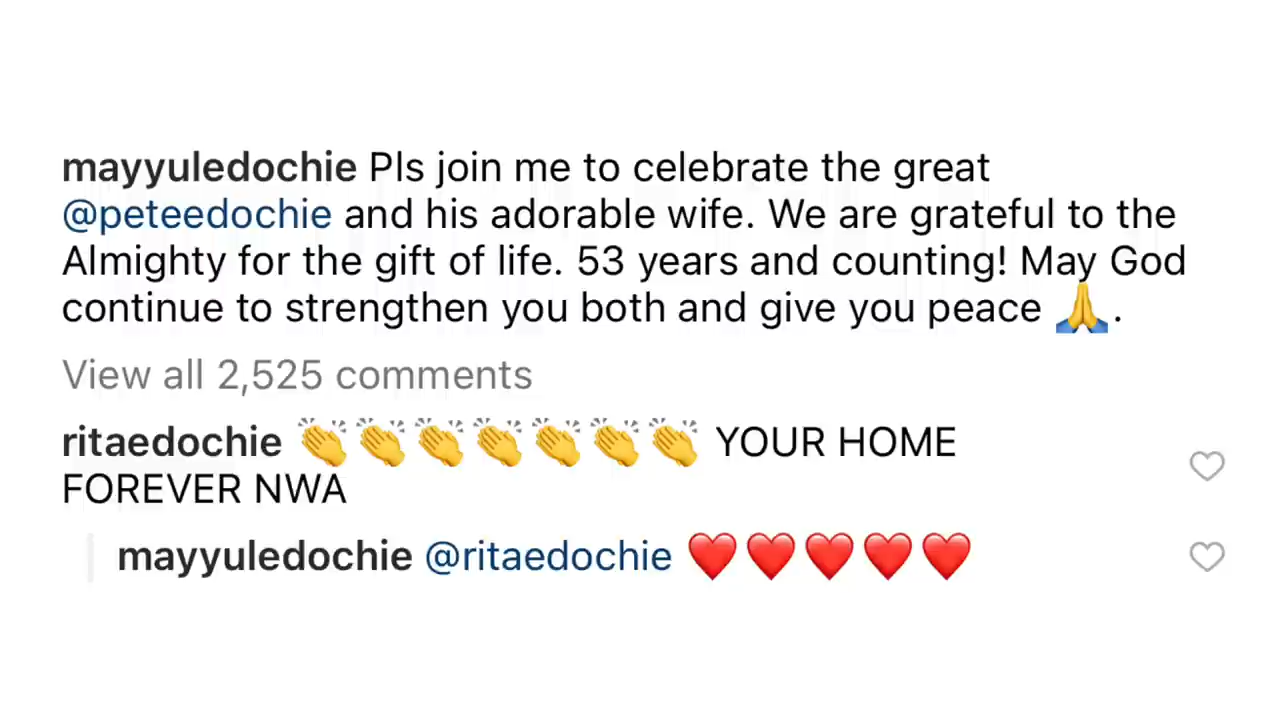 mayyuledochie Pls join me to celebrate the great
@peteedochie and his adorable wife. We are grateful to the
Almighty for the gift of life. 53 years and counting! May God
continue to strengthen you both and give you peace 🙏.
View all 2,525 comments
ritaedochie 👏👏👏👏👏👏👏 YOUR HOME
FOREVER NWA
mayyuledochie @ritaedochie ❤️❤️❤️❤️❤️